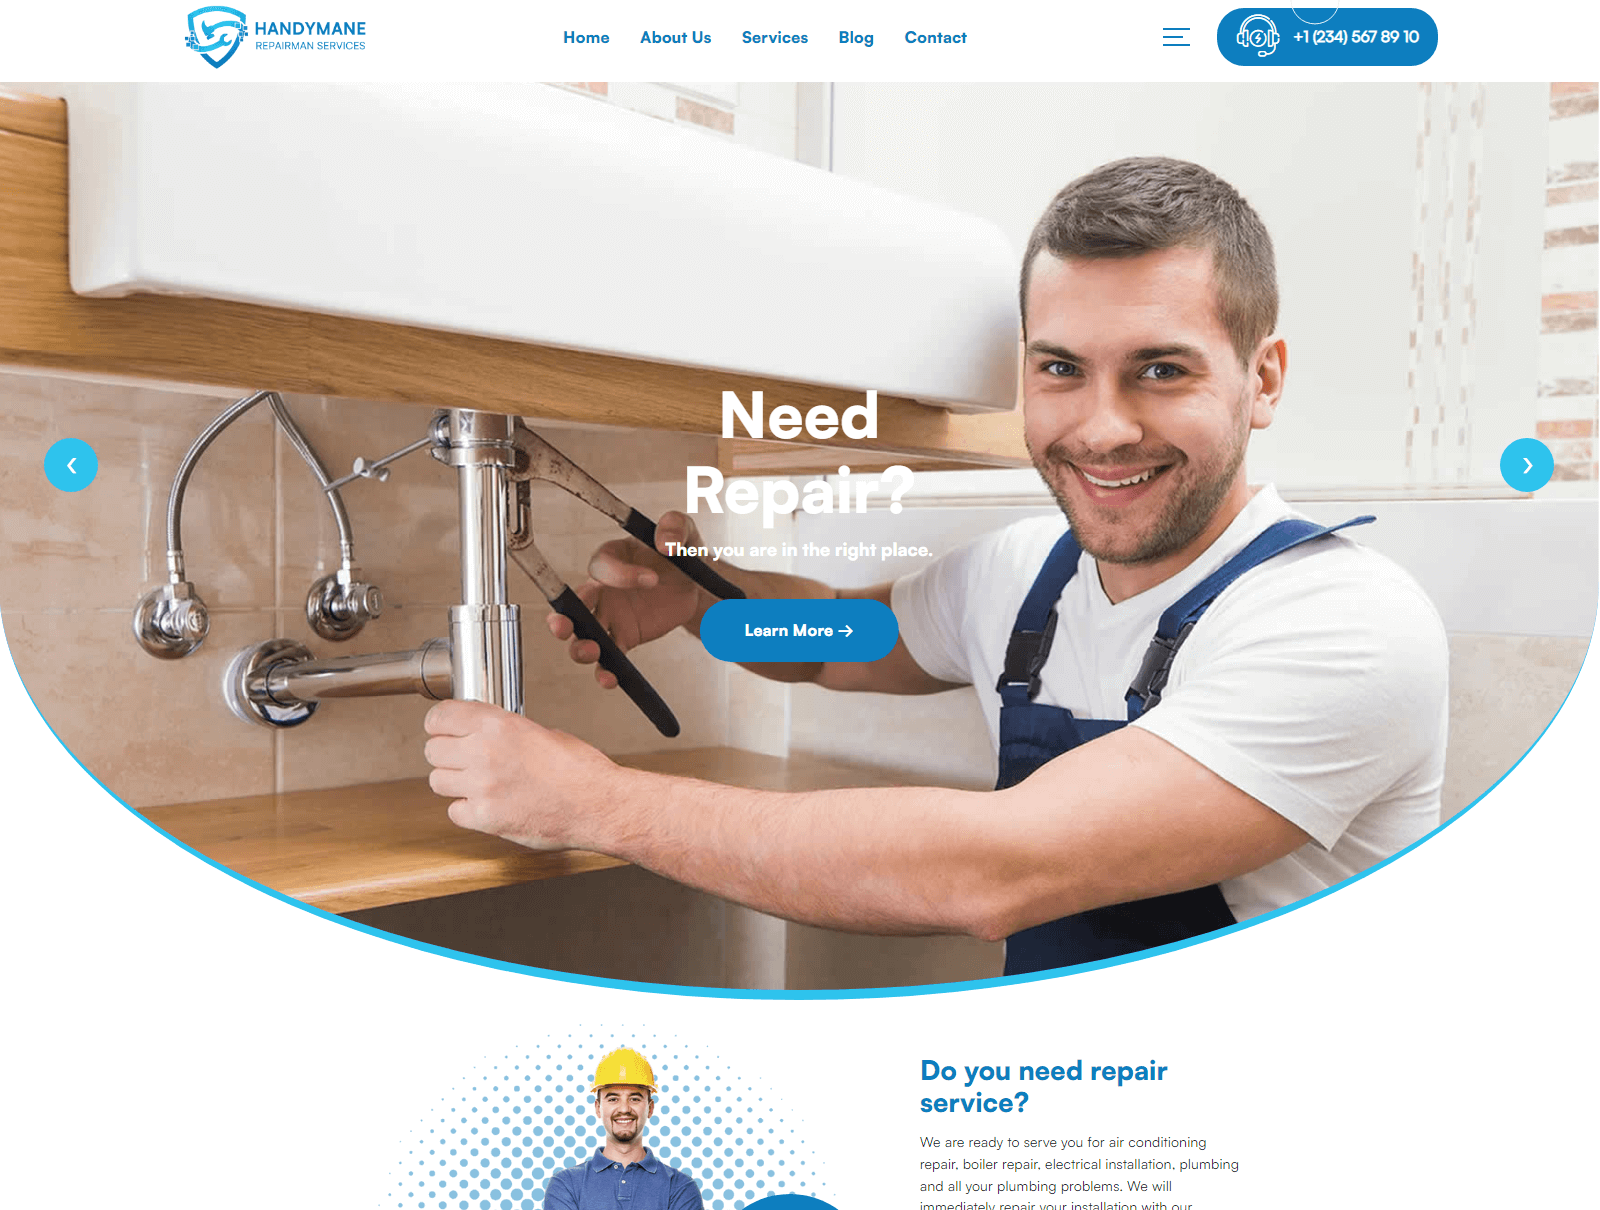 HANDYMANE
REPAIRMAN SERVICES
Home About Us Services Blog Contact
+1 (234) 567 89 10
Need
Repair?
Then you are in the right place.
Learn More →
Do you need repair
service?
We are ready to serve you for air conditioning
repair, boiler repair, electrical installation, plumbing
and all your plumbing problems. We will
immediately repair your installation with our